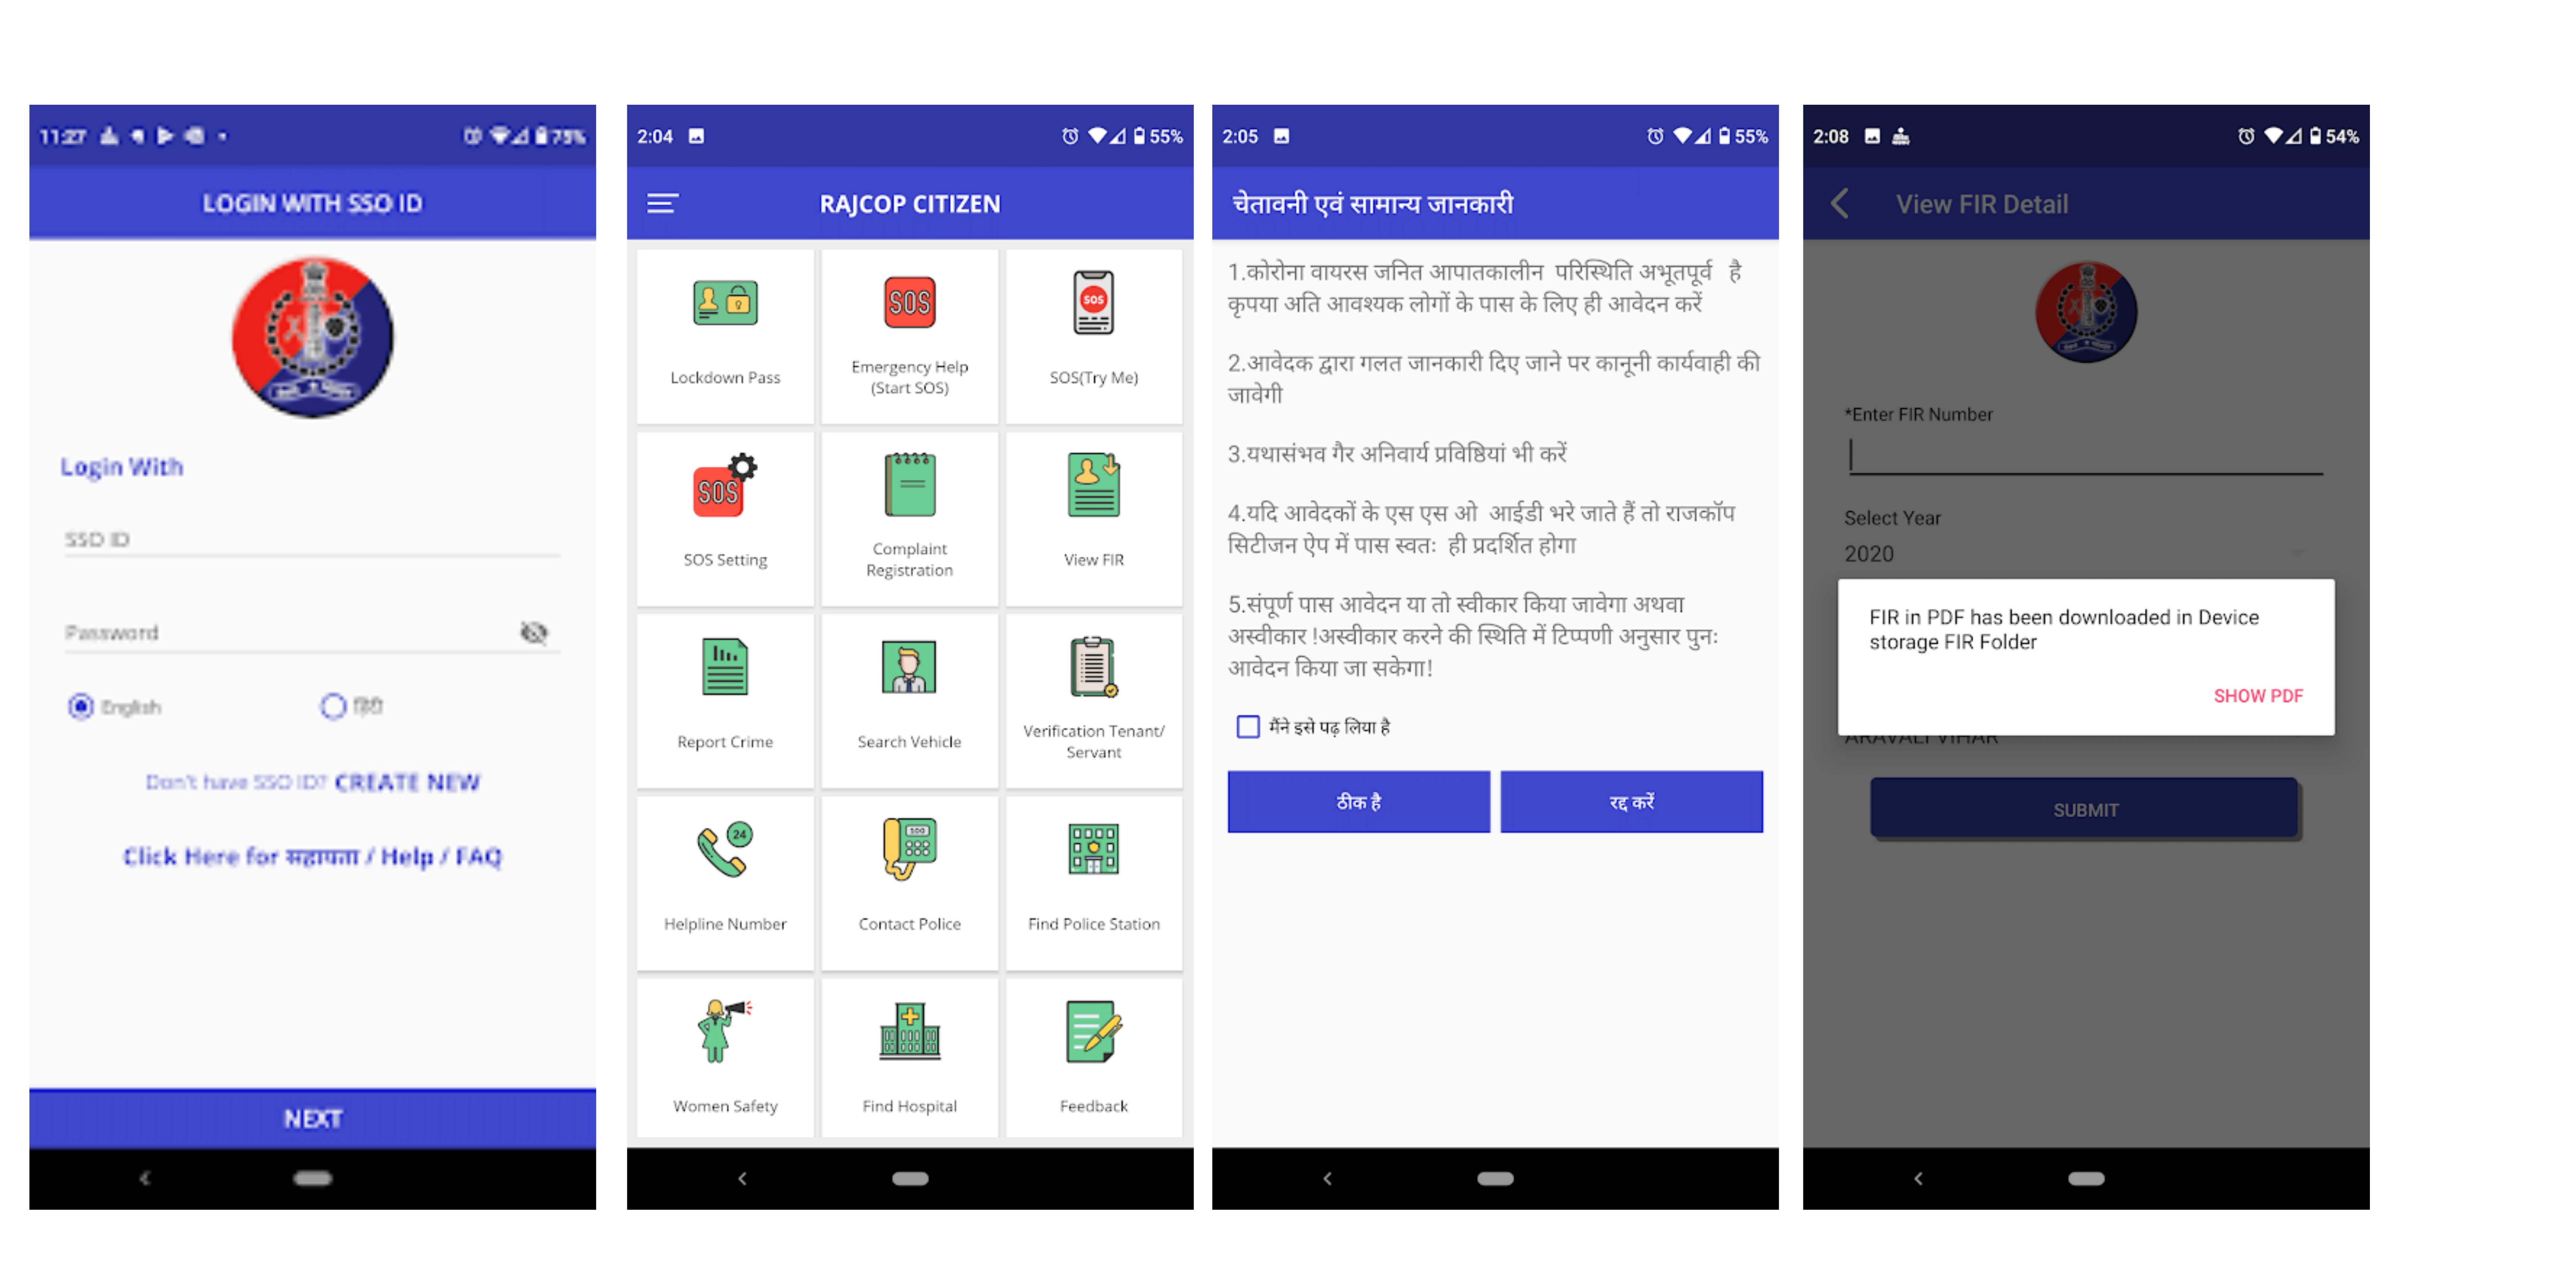 11:27
75%
LOGIN WITH SSO ID
Login With
SSO ID
Password
English
हिंदी
Don't have SSO ID? CREATE NEW
Click Here for सहायता / Help / FAQ
NEXT
2:04
55%
RAJCOP CITIZEN
Lockdown Pass
SOS
Emergency Help
(Start SOS)
SOS
SOS(Try Me)
SOS
SOS Setting
Complaint
Registration
View FIR
Report Crime
Search Vehicle
Verification Tenant/
Servant
24
Helpline Number
Contact Police
Find Police Station
Women Safety
Find Hospital
Feedback
2:05
55%
चेतावनी एवं सामान्य जानकारी
1.कोरोना वायरस जनित आपातकालीन परिस्थिति अभूतपूर्व है
कृपया अति आवश्यक लोगों के पास के लिए ही आवेदन करें
2.आवेदक द्वारा गलत जानकारी दिए जाने पर कानूनी कार्यवाही की
जावेगी
3.यथासंभव गैर अनिवार्य प्रविष्ठियां भी करें
4.यदि आवेदकों के एस एस ओ आईडी भरे जाते हैं तो राजकॉप
सिटीजन ऐप में पास स्वतः ही प्रदर्शित होगा
5.संपूर्ण पास आवेदन या तो स्वीकार किया जावेगा अथवा
अस्वीकार !अस्वीकार करने की स्थिति में टिप्पणी अनुसार पुनः
आवेदन किया जा सकेगा!
मैंने इसे पढ़ लिया है
ठीक है
रद्द करें
2:08
54%
View FIR Detail
*Enter FIR Number
Select Year
2020
FIR in PDF has been downloaded in Device
storage FIR Folder
SHOW PDF
ARAVALI VIHAR
SUBMIT